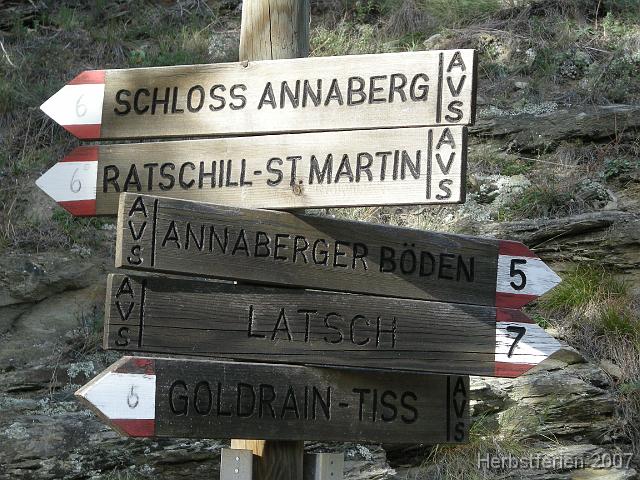 6 SCHLOSS ANNABERG AVS
6 RATSCHILL-ST.MARTIN AVS
AVS ANNABERGER BÖDEN 5
AVS LATSCH 7
6 GOLDRAIN-TISS AVS
Herbstferien 2007